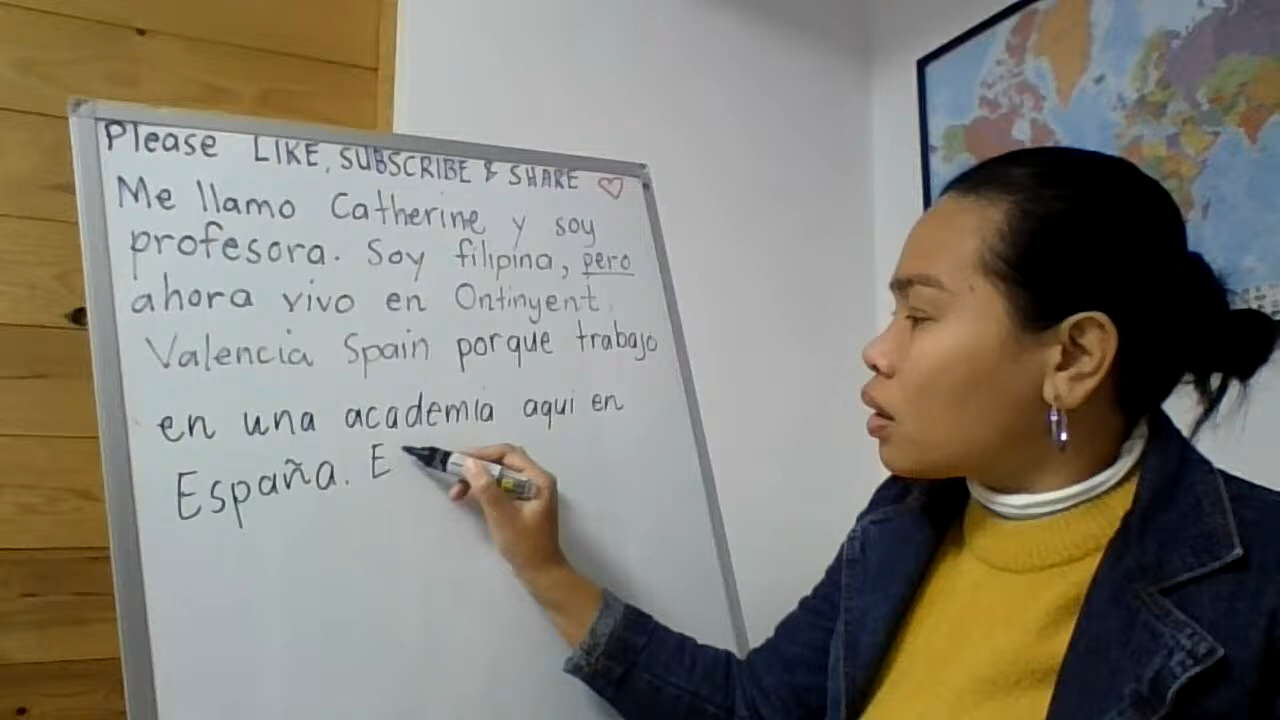 Please LIKE, SUBSCRIBE & SHARE ♡
Me llamo Catherine y soy
profesora. Soy filipina, pero
ahora vivo en Ontinyent,
Valencia Spain porque trabajo
en una academia aqui en
España. E